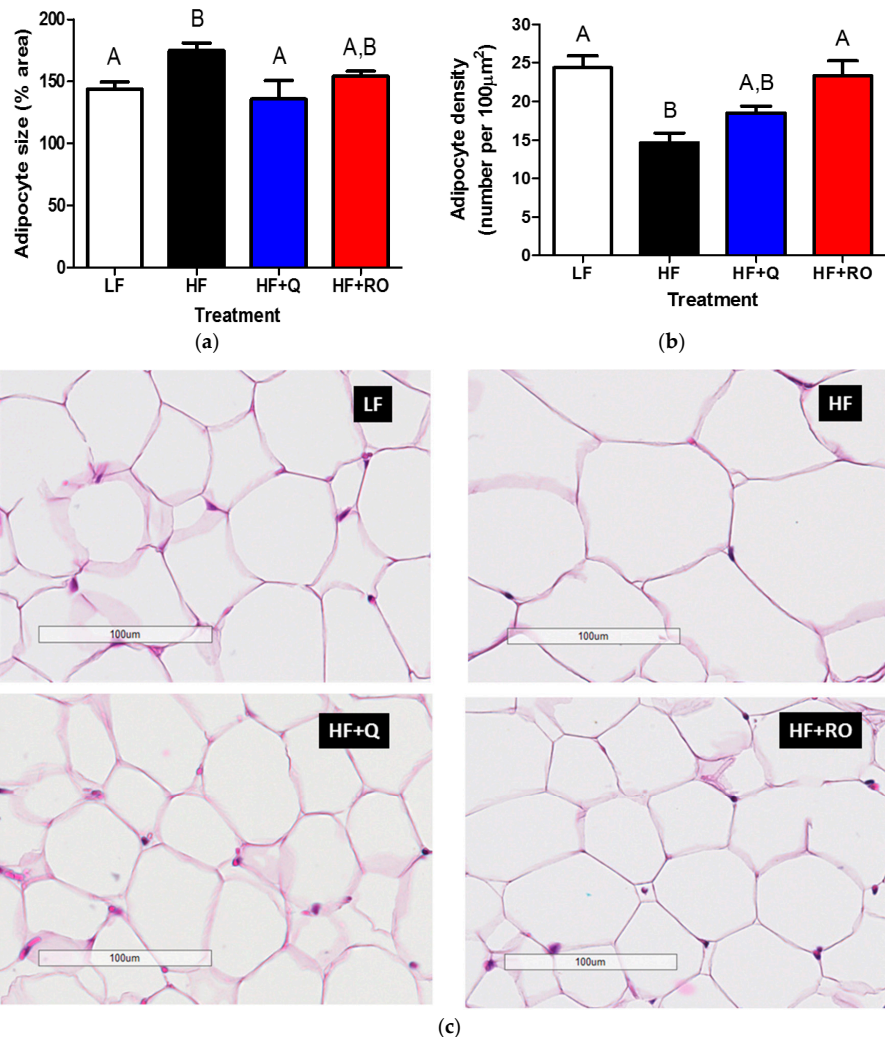 Adipocyte size (% area)
200
150
100
50
0
A
B
A
A,B
LF
HF
HF+Q
HF+RO
Treatment
(a)
Adipocyte density
(number per 100µm²)
30
25
20
15
10
5
0
A
B
A,B
A
LF
HF
HF+Q
HF+RO
Treatment
(b)
LF
100um
HF
100um
HF+Q
100um
HF+RO
100um
(c)